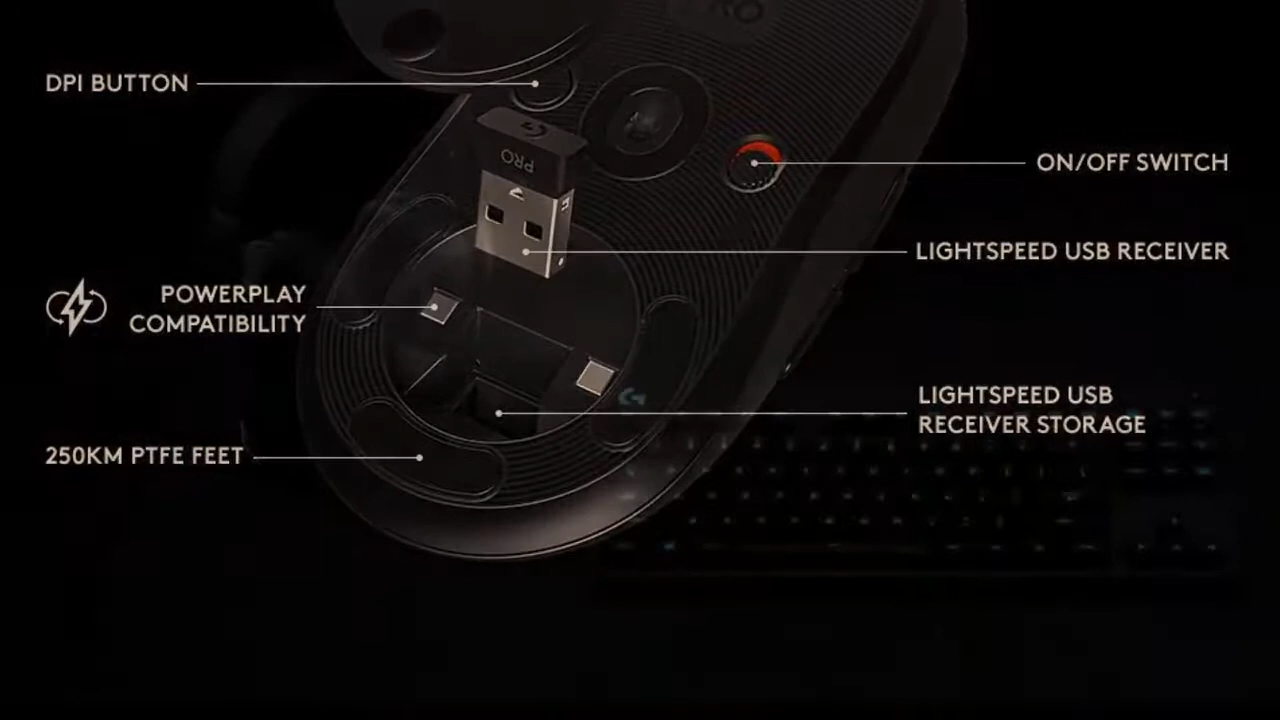 DPI BUTTON
PRO
ON/OFF SWITCH
LIGHTSPEED USB RECEIVER
POWERPLAY
COMPATIBILITY
LIGHTSPEED USB
RECEIVER STORAGE
250KM PTFE FEET